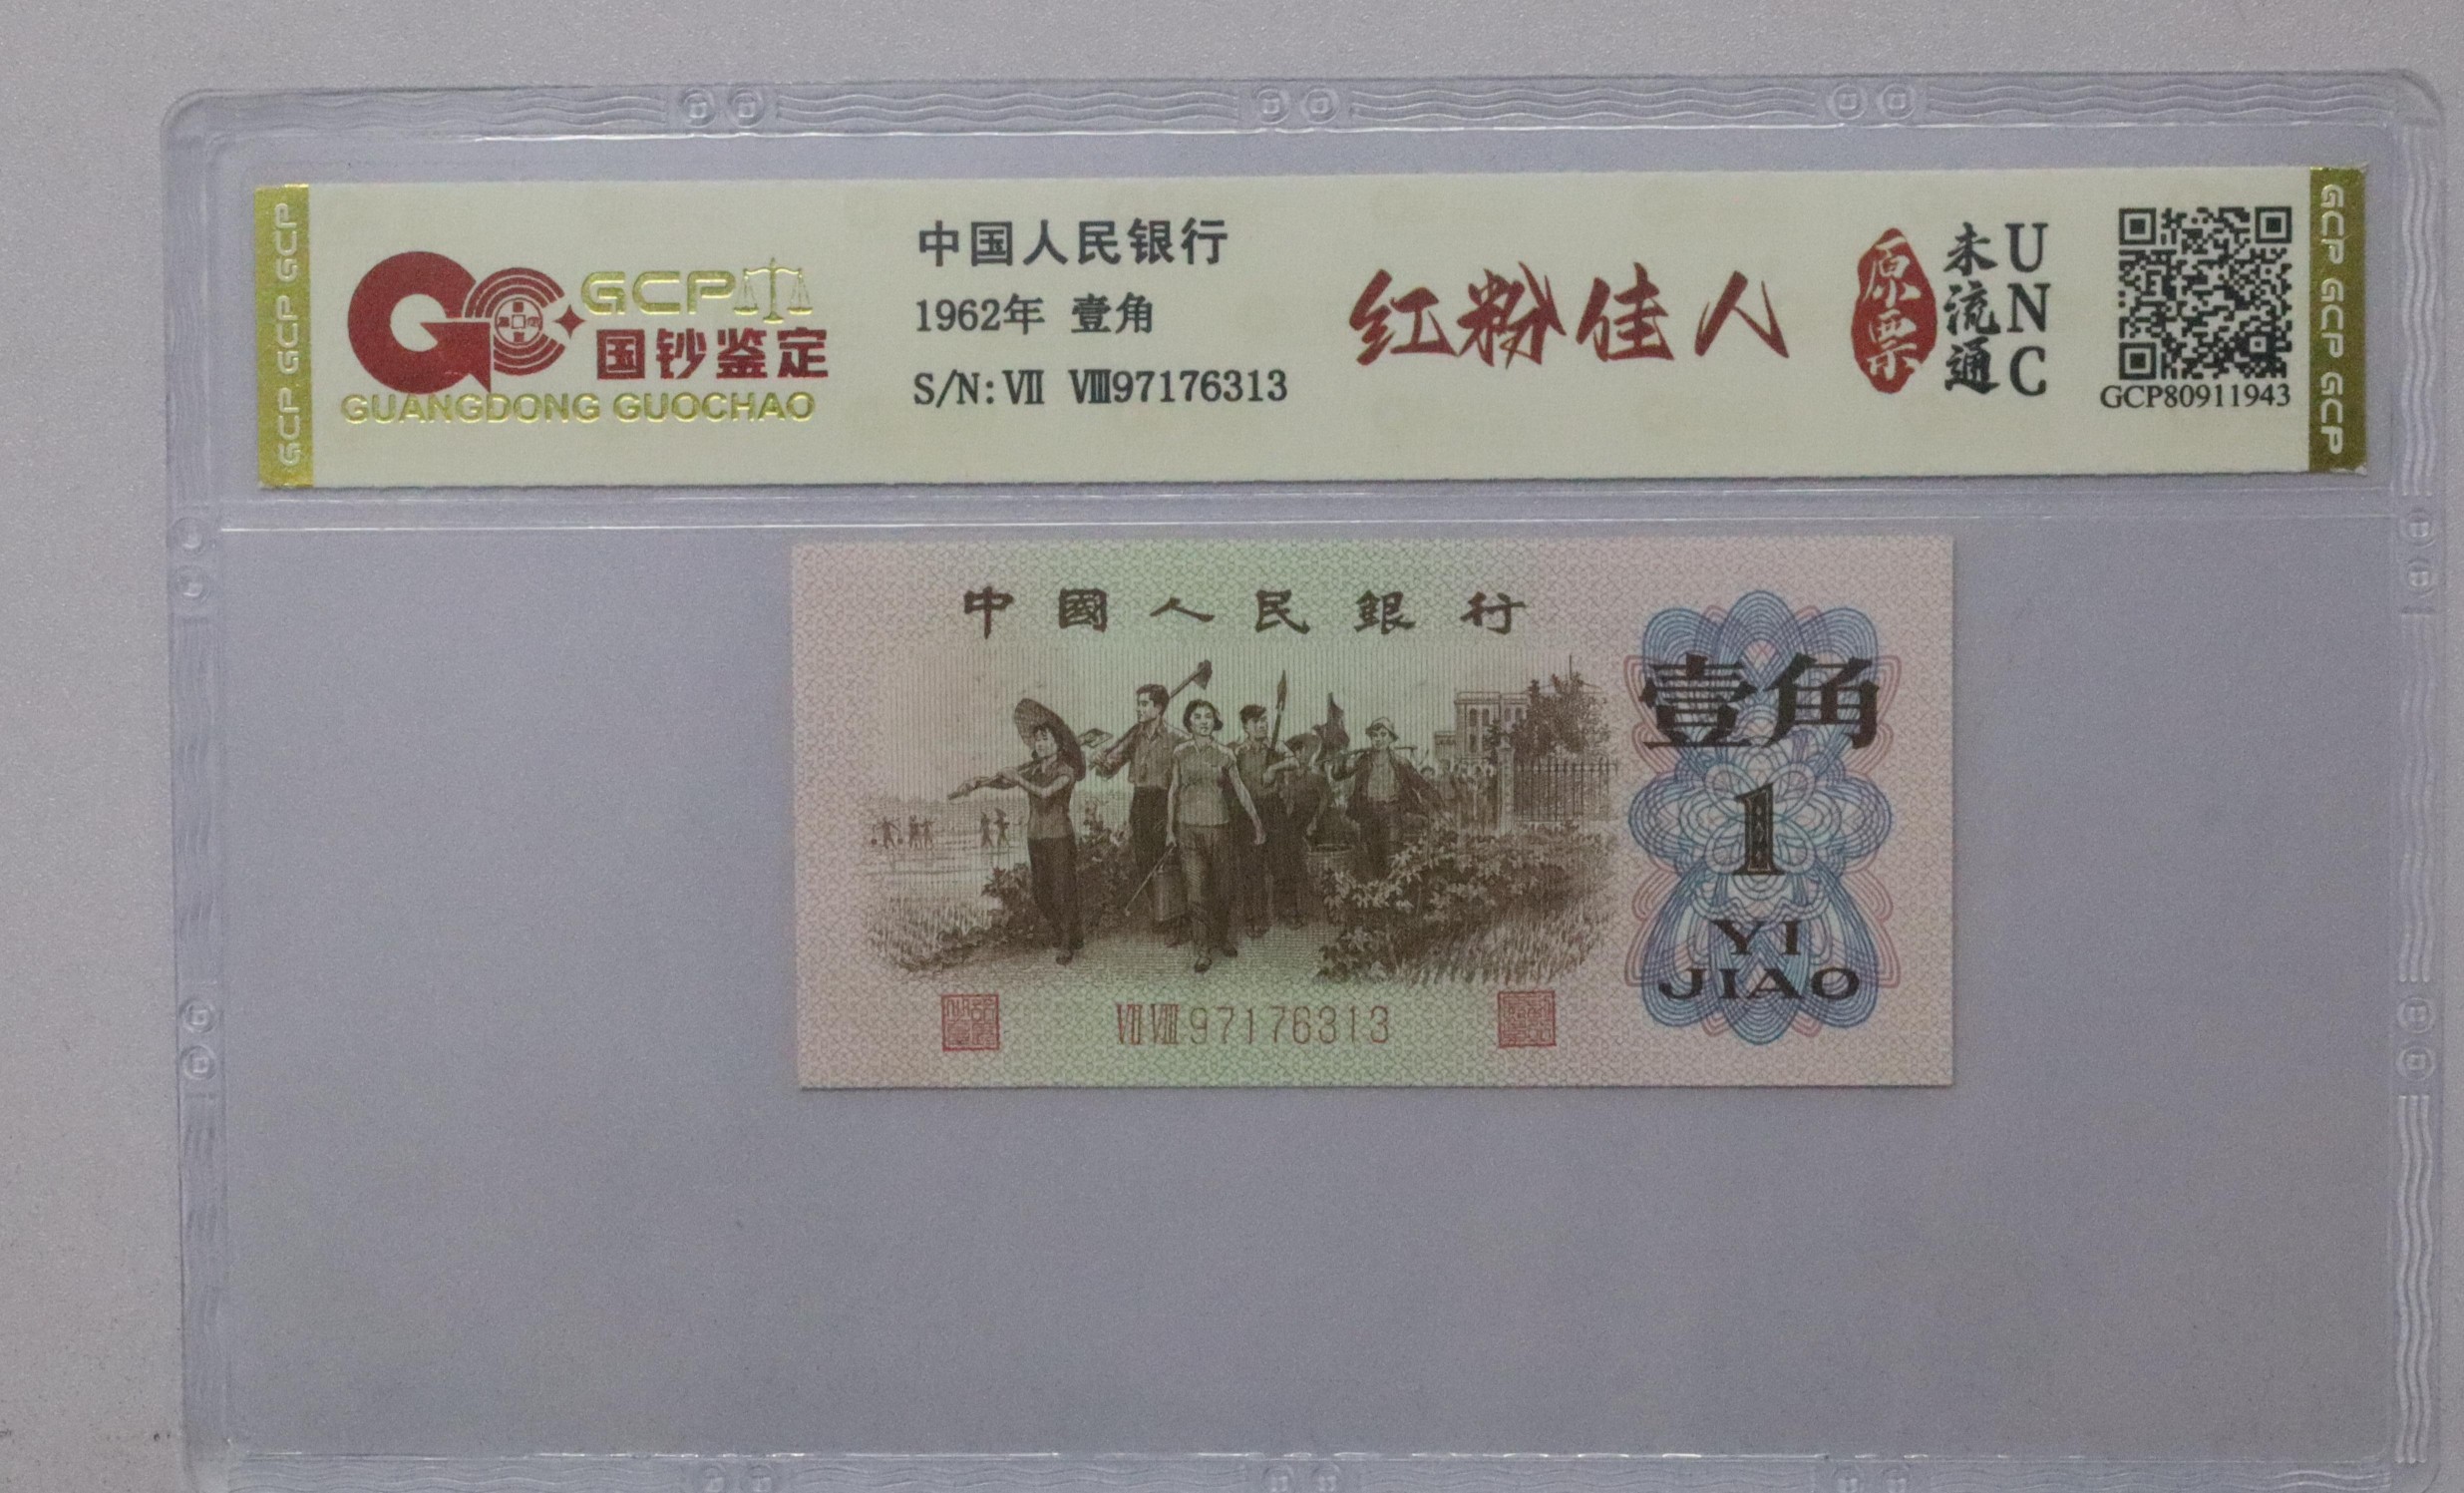 GCP GCP GCP
GCP
国钞鉴定
GUANGDONG GUOCHAO
中国人民银行
1962年 壹角
S/N: Ⅶ Ⅷ97176313
红粉佳人
原票
未流通
UNC
GCP80911943
GCP GCP GCP GCP
中國人民銀行
壹角
1
YI
JIAO
ⅦⅧ97176313